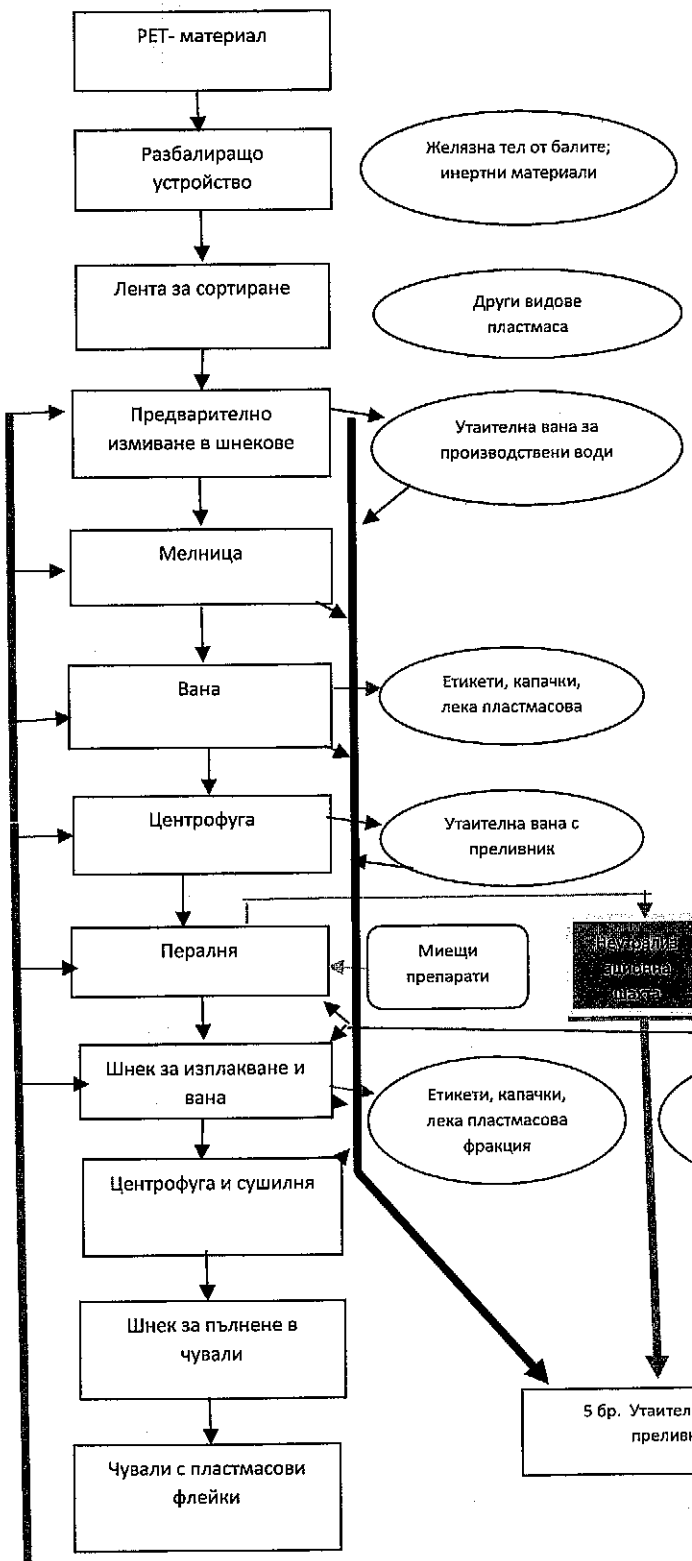 PET- материал
Разбалиращо
устройство
Желязна тел от балите;
инертни материали
Лента за сортиране
Други видове
пластмаса
Предварително
измиване в шнекове
Утаителна вана за
производствени води
Мелница
Вана
Етикети, капачки,
лека пластмасова
Центрофуга
Утаителна вана с
преливник
Пералня
Миещи
препарати
Неутрализ
ационна
шахта
Шнек за изплакване и
вана
Етикети, капачки,
лека пластмасова
фракция
Центрофуга и сушилня
Шнек за пълнене в
чували
5 бр. Утаител
преливн
Чували с пластмасови
флейки